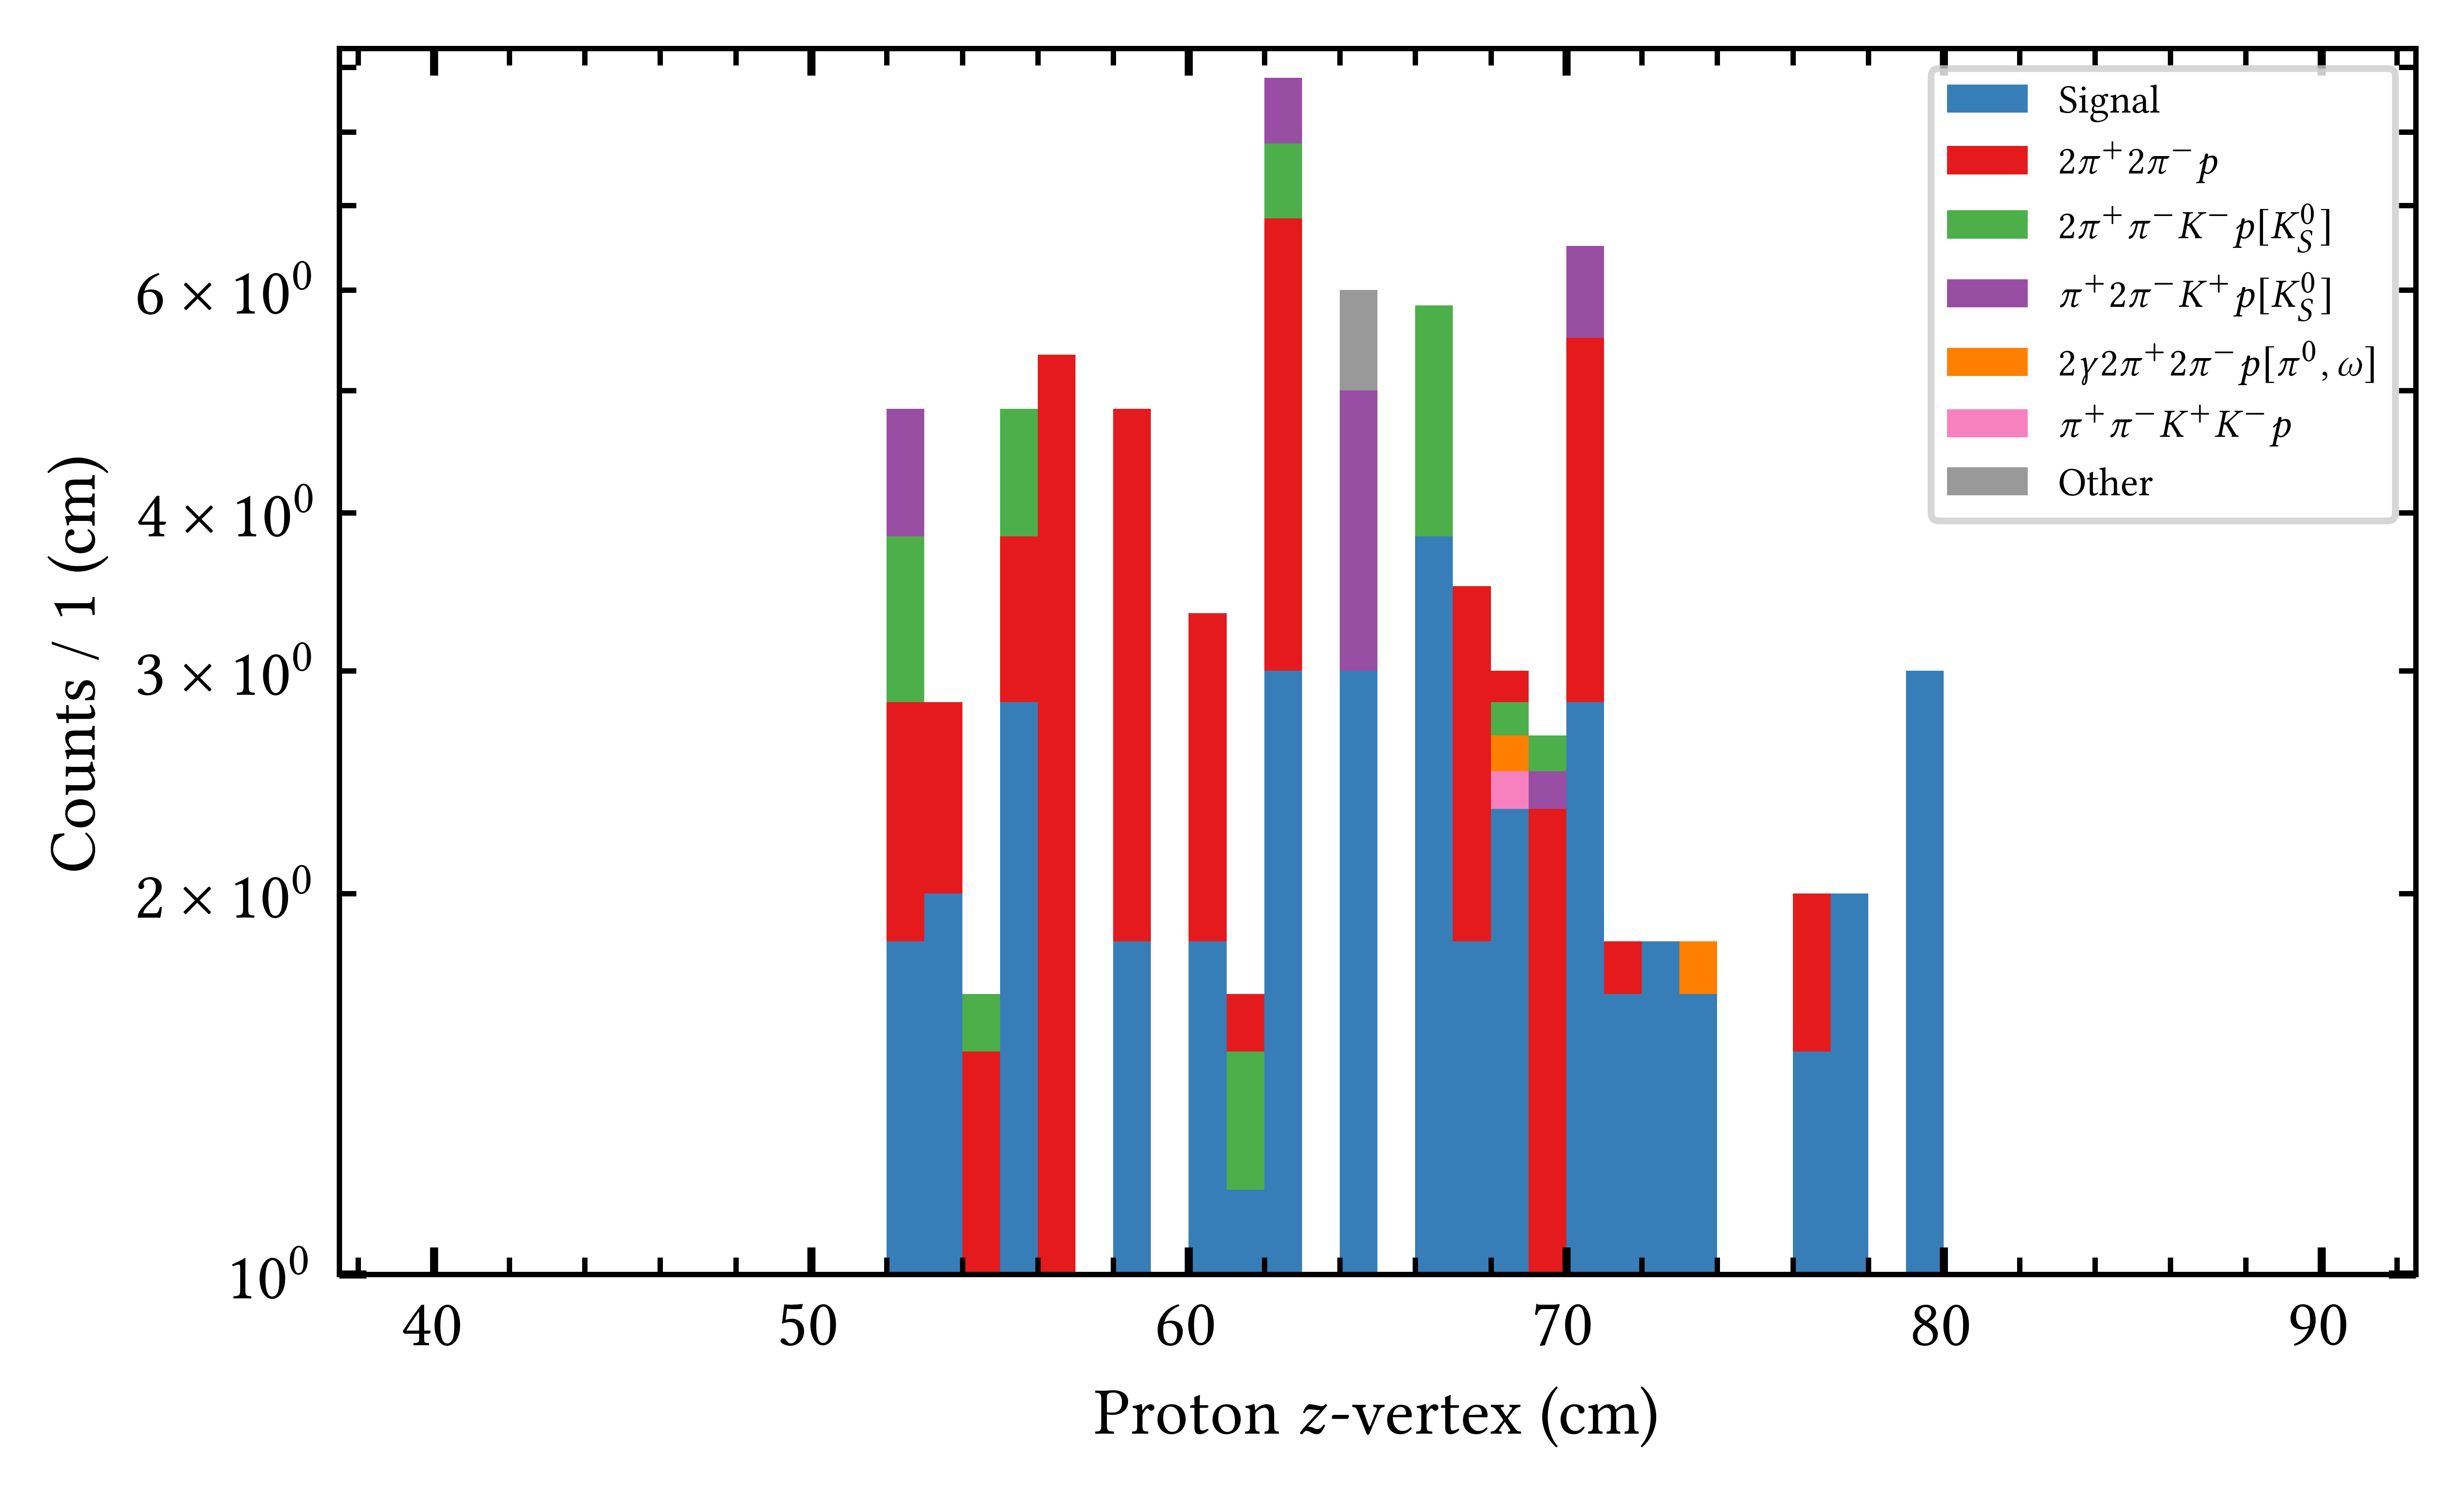 Counts / 1 (cm)
6 × 10⁰
4 × 10⁰
3 × 10⁰
2 × 10⁰
10⁰
40 50 60 70 80 90
Proton z-vertex (cm)
Signal
2π⁺2π⁻p
2π⁺π⁻K⁻p[K⁰_S]
π⁺2π⁻K⁺p[K⁰_S]
2γ2π⁺2π⁻p[π⁰, ω]
π⁺π⁻K⁺K⁻p
Other